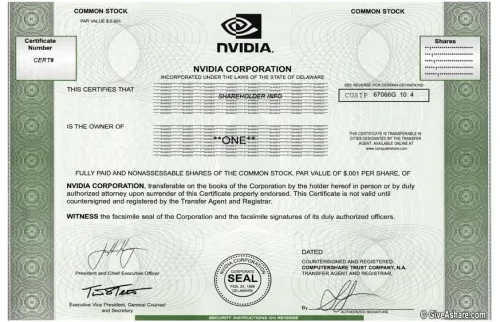 COMMON STOCK
PAR VALUE $.001
COMMON STOCK
nVIDIA.
Certificate
Number
CERT#
Shares
NVIDIA CORPORATION
INCORPORATED UNDER THE LAWS OF THE STATE OF DELAWARE
THIS CERTIFIES THAT
SHAREHOLDER INFO
SEE REVERSE FOR CERTAIN DEFINITIONS
CUSIP 67066G 10 4
IS THE OWNER OF
**ONE**
THIS CERTIFICATE IS TRANSFERABLE IN
CITIES DESIGNATED BY THE TRANSFER
AGENT, AVAILABLE ONLINE AT
www.computershare.com
FULLY PAID AND NONASSESSABLE SHARES OF THE COMMON STOCK, PAR VALUE OF $.001 PER SHARE, OF
NVIDIA CORPORATION, transferable on the books of the Corporation by the holder hereof in person or by duly
authorized attorney upon surrender of this Certificate properly endorsed. This Certificate is not valid until
countersigned and registered by the Transfer Agent and Registrar.
WITNESS the facsimile seal of the Corporation and the facsimile signatures of its duly authorized officers.
President and Chief Executive Officer
Executive Vice President, General Counsel
and Secretary
NVIDIA CORPORATION
CORPORATE
SEAL
FEB. 24, 1998
DELAWARE
DATED
COUNTERSIGNED AND REGISTERED:
COMPUTERSHARE TRUST COMPANY, N.A.
TRANSFER AGENT AND REGISTRAR,
By
AUTHORIZED SIGNATURE
SECURITY INSTRUCTIONS ON REVERSE
© GiveAshare.com